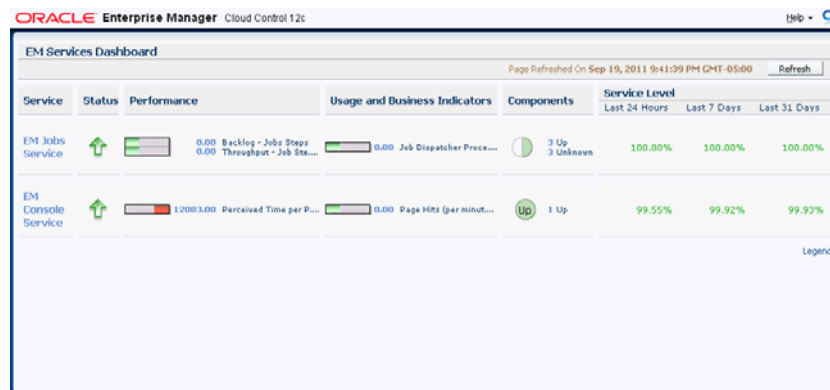 ORACLE Enterprise Manager Cloud Control 12c
Help
EM Services Dashboard
Page Refreshed On Sep 19, 2011 9:41:39 PM GMT-05:00 Refresh
Service Status Performance Usage and Business Indicators Components Service Level
Last 24 Hours Last 7 Days Last 31 Days
EM Jobs Service
0.00 Backlog - Jobs Steps
0.00 Throughput - Job Ste....
0.00 Job Dispatcher Proce....
3 Up
3 Unknown
100.00% 100.00% 100.00%
EM
Console
Service
12083.00 Perceived Time per P....
0.00 Page Hits (per minut....
Up 1 Up
99.55% 99.92% 99.93%
Legend